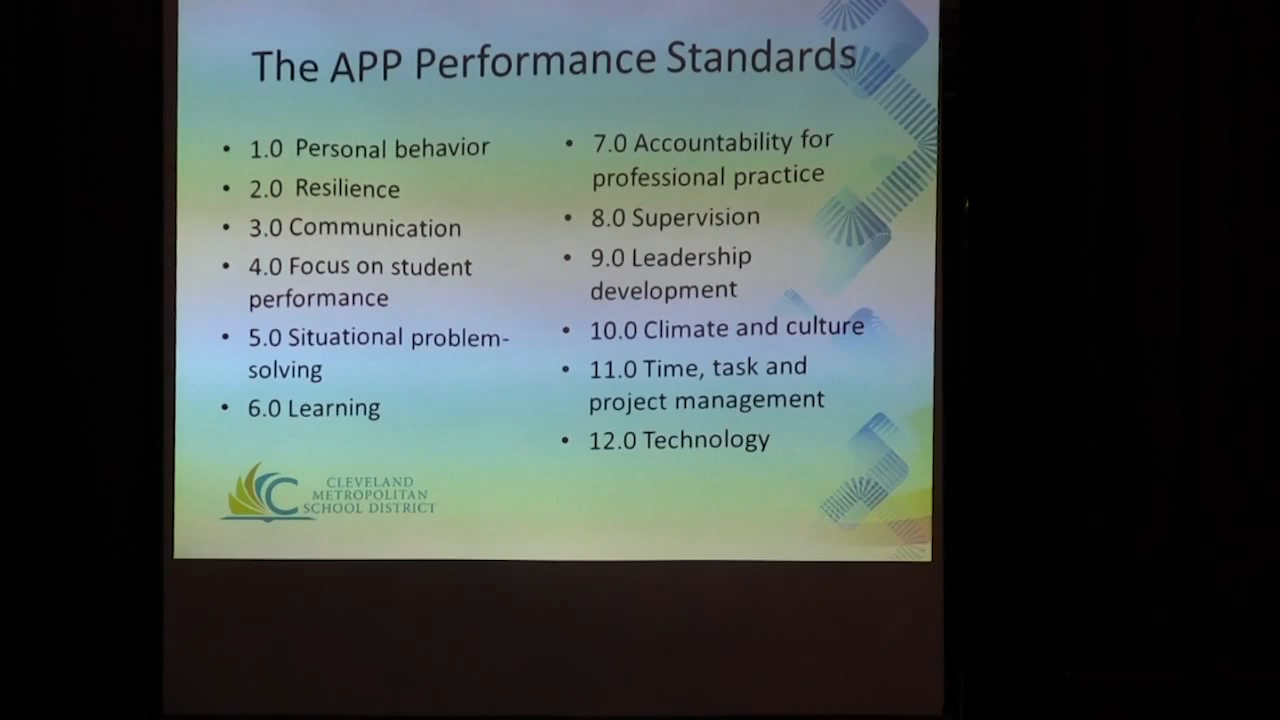 The APP Performance Standards
• 1.0 Personal behavior
• 2.0 Resilience
• 3.0 Communication
• 4.0 Focus on student
performance
• 5.0 Situational problem-
solving
• 6.0 Learning
• 7.0 Accountability for
professional practice
• 8.0 Supervision
• 9.0 Leadership
development
• 10.0 Climate and culture
• 11.0 Time, task and
project management
• 12.0 Technology
CLEVELAND
METROPOLITAN
SCHOOL DISTRICT